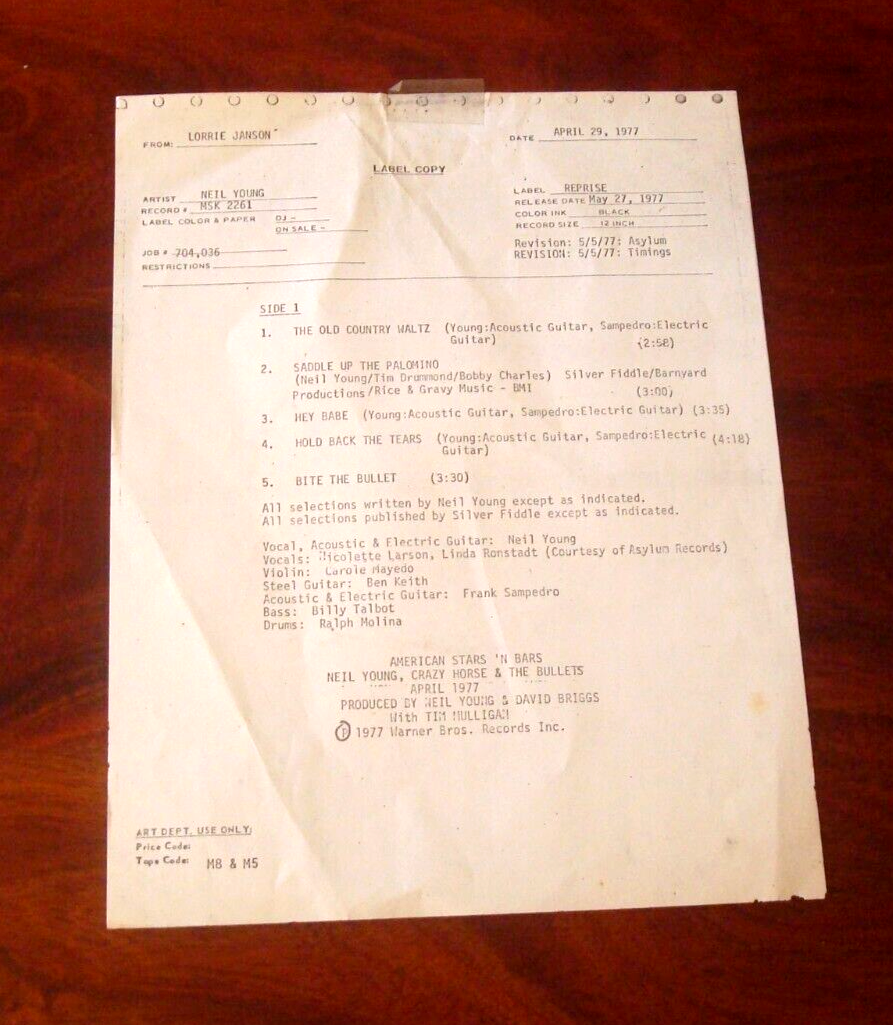 FROM: LORRIE JANSON
DATE APRIL 29, 1977
LABEL COPY
ARTIST NEIL YOUNG
RECORD # MSK 2261
LABEL COLOR & PAPER DJ -
ON SALE -
JOB # 704,036
RESTRICTIONS
LABEL REPRISE
RELEASE DATE May 27, 1977
COLOR INK BLACK
RECORD SIZE 12 INCH
Revision: 5/5/77: Asylum
REVISION: 5/5/77: Timings
SIDE 1
1. THE OLD COUNTRY WALTZ (Young:Acoustic Guitar, Sampedro:Electric
Guitar) (2:58)
2. SADDLE UP THE PALOMINO
(Neil Young/Tim Drummond/Bobby Charles) Silver Fiddle/Barnyard
Productions/Rice & Gravy Music - BMI (3:00)
3. HEY BABE (Young:Acoustic Guitar, Sampedro:Electric Guitar) (3:35)
4. HOLD BACK THE TEARS (Young:Acoustic Guitar, Sampedro:Electric (4:18)
Guitar)
5. BITE THE BULLET (3:30)
All selections written by Neil Young except as indicated.
All selections published by Silver Fiddle except as indicated.
Vocal, Acoustic & Electric Guitar: Neil Young
Vocals: Nicolette Larson, Linda Ronstadt (Courtesy of Asylum Records)
Violin: Carole Mayedo
Steel Guitar: Ben Keith
Acoustic & Electric Guitar: Frank Sampedro
Bass: Billy Talbot
Drums: Ralph Molina
AMERICAN STARS 'N BARS
NEIL YOUNG, CRAZY HORSE & THE BULLETS
APRIL 1977
PRODUCED BY NEIL YOUNG & DAVID BRIGGS
With TIM MULLIGAN
Ⓟ 1977 Warner Bros. Records Inc.
ART DEPT. USE ONLY:
Price Code:
Tape Code: M8 & M5